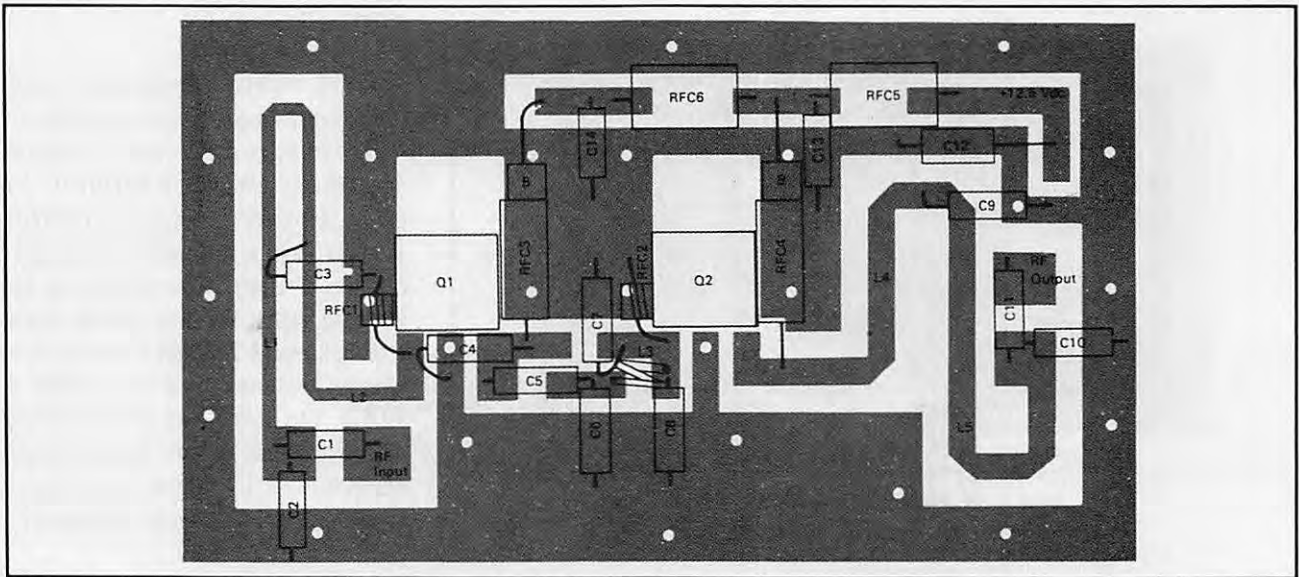 RFC6
RFC5
+12.6 Vdc
C14
C13
C12
B
B
C9
RFC3
RFC2
RFC4
Q1
Q2
C3
RFC1
L4
RF
Output
C11
C7
L1
C4
L3
C10
C5
L2
C6
C8
L5
C1
RF
Input
C2